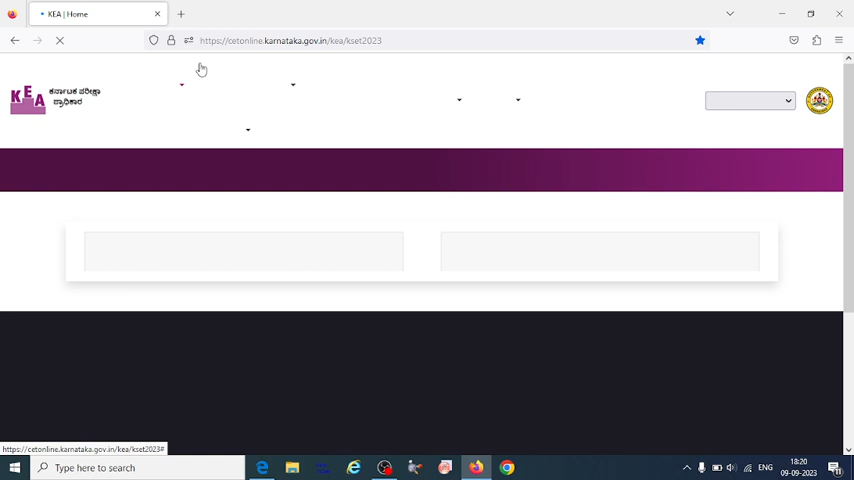 KEA | Home
https://cetonline.karnataka.gov.in/kea/kset2023
KEA
ಕರ್ನಾಟಕ ಪರೀಕ್ಷಾ
ಪ್ರಾಧಿಕಾರ
https://cetonline.karnataka.gov.in/kea/kset2023#
Type here to search
ENG
18:20
09-09-2023